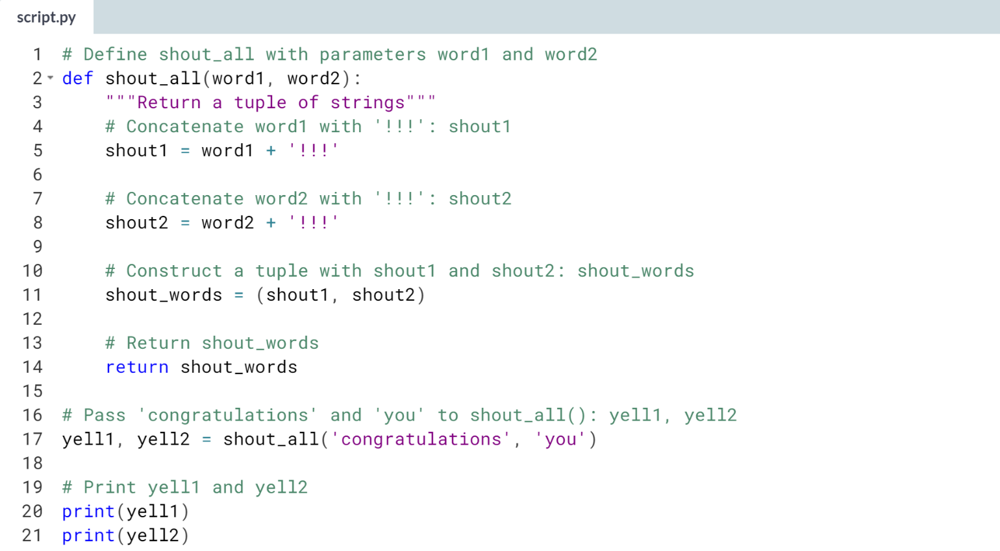 script.py
1 # Define shout_all with parameters word1 and word2
2 def shout_all(word1, word2):
3     """Return a tuple of strings"""
4     # Concatenate word1 with '!!!': shout1
5     shout1 = word1 + '!!!'
6
7     # Concatenate word2 with '!!!': shout2
8     shout2 = word2 + '!!!'
9
10     # Construct a tuple with shout1 and shout2: shout_words
11     shout_words = (shout1, shout2)
12
13     # Return shout_words
14     return shout_words
15
16 # Pass 'congratulations' and 'you' to shout_all(): yell1, yell2
17 yell1, yell2 = shout_all('congratulations', 'you')
18
19 # Print yell1 and yell2
20 print(yell1)
21 print(yell2)